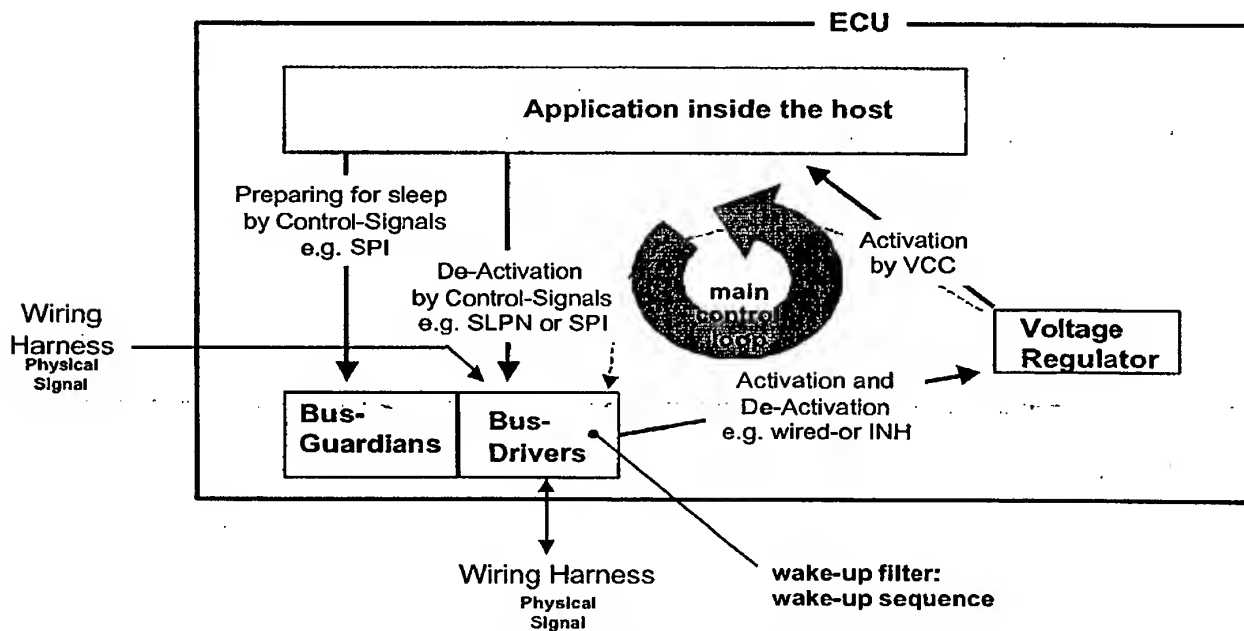 ECU
Application inside the host
Preparing for sleep
by Control-Signals
e.g. SPI
De-Activation
by Control-Signals
e.g. SLPN or SPI
main
control
loop
Activation
by VCC
Wiring
Harness
Physical
Signal
Voltage
Regulator
Activation and
De-Activation
e.g. wired-or INH
Bus-
Guardians
Bus-
Drivers
Wiring Harness
Physical
Signal
wake-up filter:
wake-up sequence